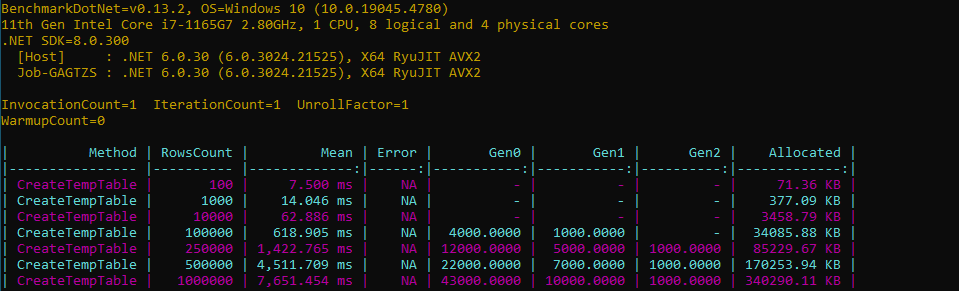 BenchmarkDotNet=v0.13.2, OS=Windows 10 (10.0.19045.4780)
11th Gen Intel Core i7-1165G7 2.80GHz, 1 CPU, 8 logical and 4 physical cores
.NET SDK=8.0.300
  [Host]     : .NET 6.0.30 (6.0.3024.21525), X64 RyuJIT AVX2
  Job-GAGTZS : .NET 6.0.30 (6.0.3024.21525), X64 RyuJIT AVX2
InvocationCount=1  IterationCount=1  UnrollFactor=1
WarmupCount=0
|          Method | RowsCount |         Mean | Error |       Gen0 |       Gen1 |      Gen2 |    Allocated |
|---------------- |---------- |-------------:|------:|-----------:|-----------:|----------:|-------------:|
| CreateTempTable |       100 |     7.500 ms |    NA |          - |          - |         - |     71.36 KB |
| CreateTempTable |      1000 |    14.046 ms |    NA |          - |          - |         - |    377.09 KB |
| CreateTempTable |     10000 |    62.886 ms |    NA |          - |          - |         - |   3458.79 KB |
| CreateTempTable |    100000 |   618.905 ms |    NA |  4000.0000 |  1000.0000 |         - |  34085.88 KB |
| CreateTempTable |    250000 | 1,422.765 ms |    NA | 12000.0000 |  5000.0000 | 1000.0000 |  85229.67 KB |
| CreateTempTable |    500000 | 4,511.709 ms |    NA | 22000.0000 |  7000.0000 | 1000.0000 | 170253.94 KB |
| CreateTempTable |   1000000 | 7,651.454 ms |    NA | 43000.0000 | 10000.0000 | 1000.0000 | 340290.11 KB |